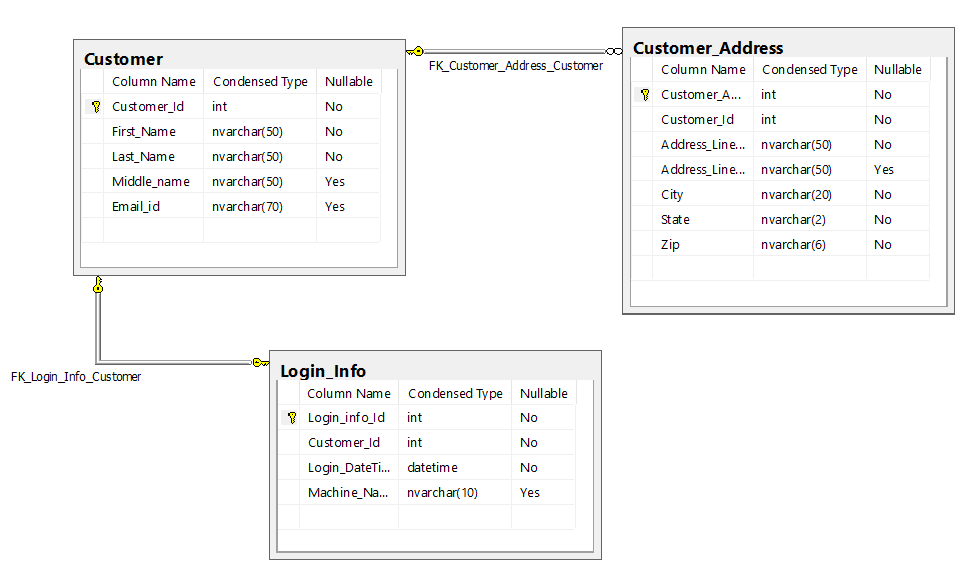 Customer
Column Name Condensed Type Nullable
Customer_Id int No
First_Name nvarchar(50) No
Last_Name nvarchar(50) No
Middle_name nvarchar(50) Yes
Email_id nvarchar(70) Yes
FK_Customer_Address_Customer
Customer_Address
Column Name Condensed Type Nullable
Customer_A... int No
Customer_Id int No
Address_Line... nvarchar(50) No
Address_Line... nvarchar(50) Yes
City nvarchar(20) No
State nvarchar(2) No
Zip nvarchar(6) No
FK_Login_Info_Customer
Login_Info
Column Name Condensed Type Nullable
Login_info_Id int No
Customer_Id int No
Login_DateTi... datetime No
Machine_Na... nvarchar(10) Yes